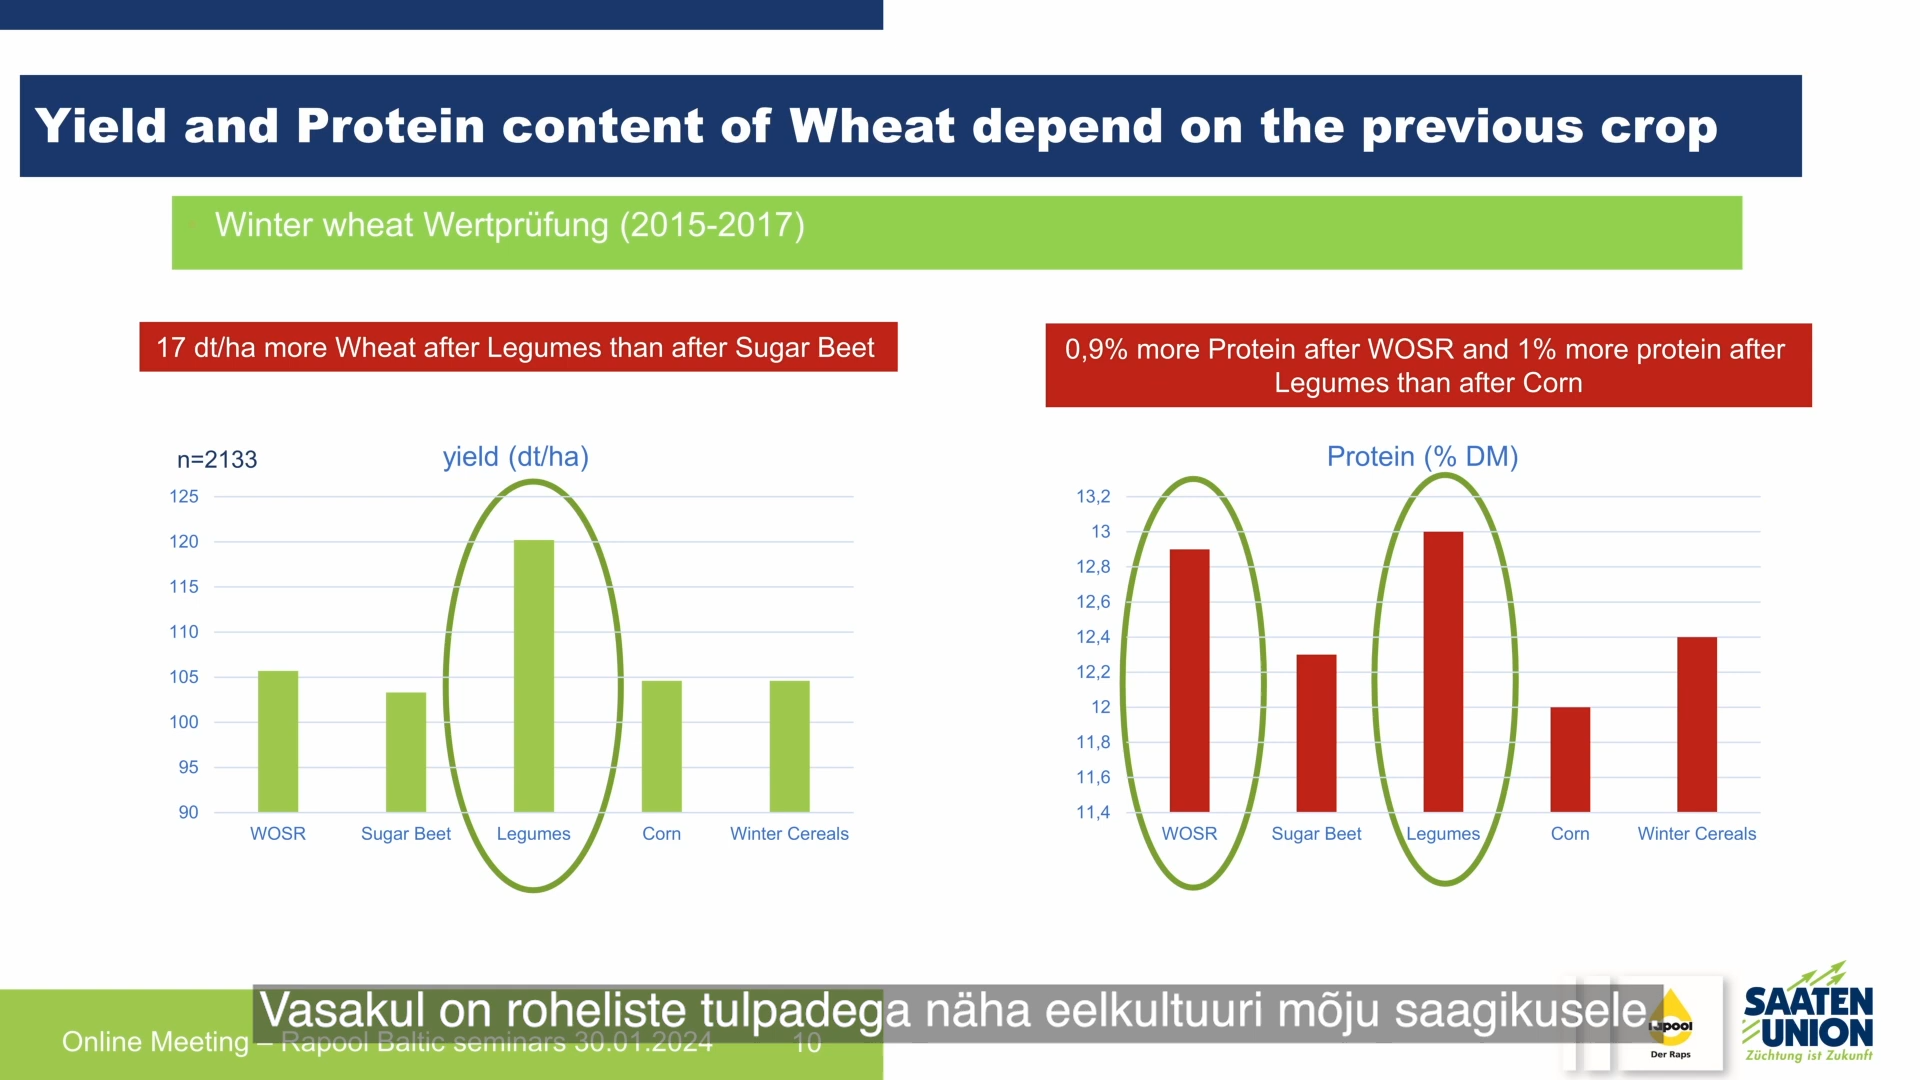 Yield and Protein content of Wheat depend on the previous crop
Winter wheat Wertprüfung (2015-2017)
17 dt/ha more Wheat after Legumes than after Sugar Beet
0,9% more Protein after WOSR and 1% more protein after
Legumes than after Corn
n=2133
yield (dt/ha)
125
120
115
110
105
100
95
90
WOSR Sugar Beet Legumes Corn Winter Cereals
Protein (% DM)
13,2
13
12,8
12,6
12,4
12,2
12
11,8
11,6
11,4
WOSR Sugar Beet Legumes Corn Winter Cereals
Vasakul on roheliste tulpadega näha eelkultuuri mõju saagikusele.
Online Meeting – Rapool Baltic seminars 30.01.2024 10
Der Raps
SAATEN
UNION
Züchtung ist Zukunft